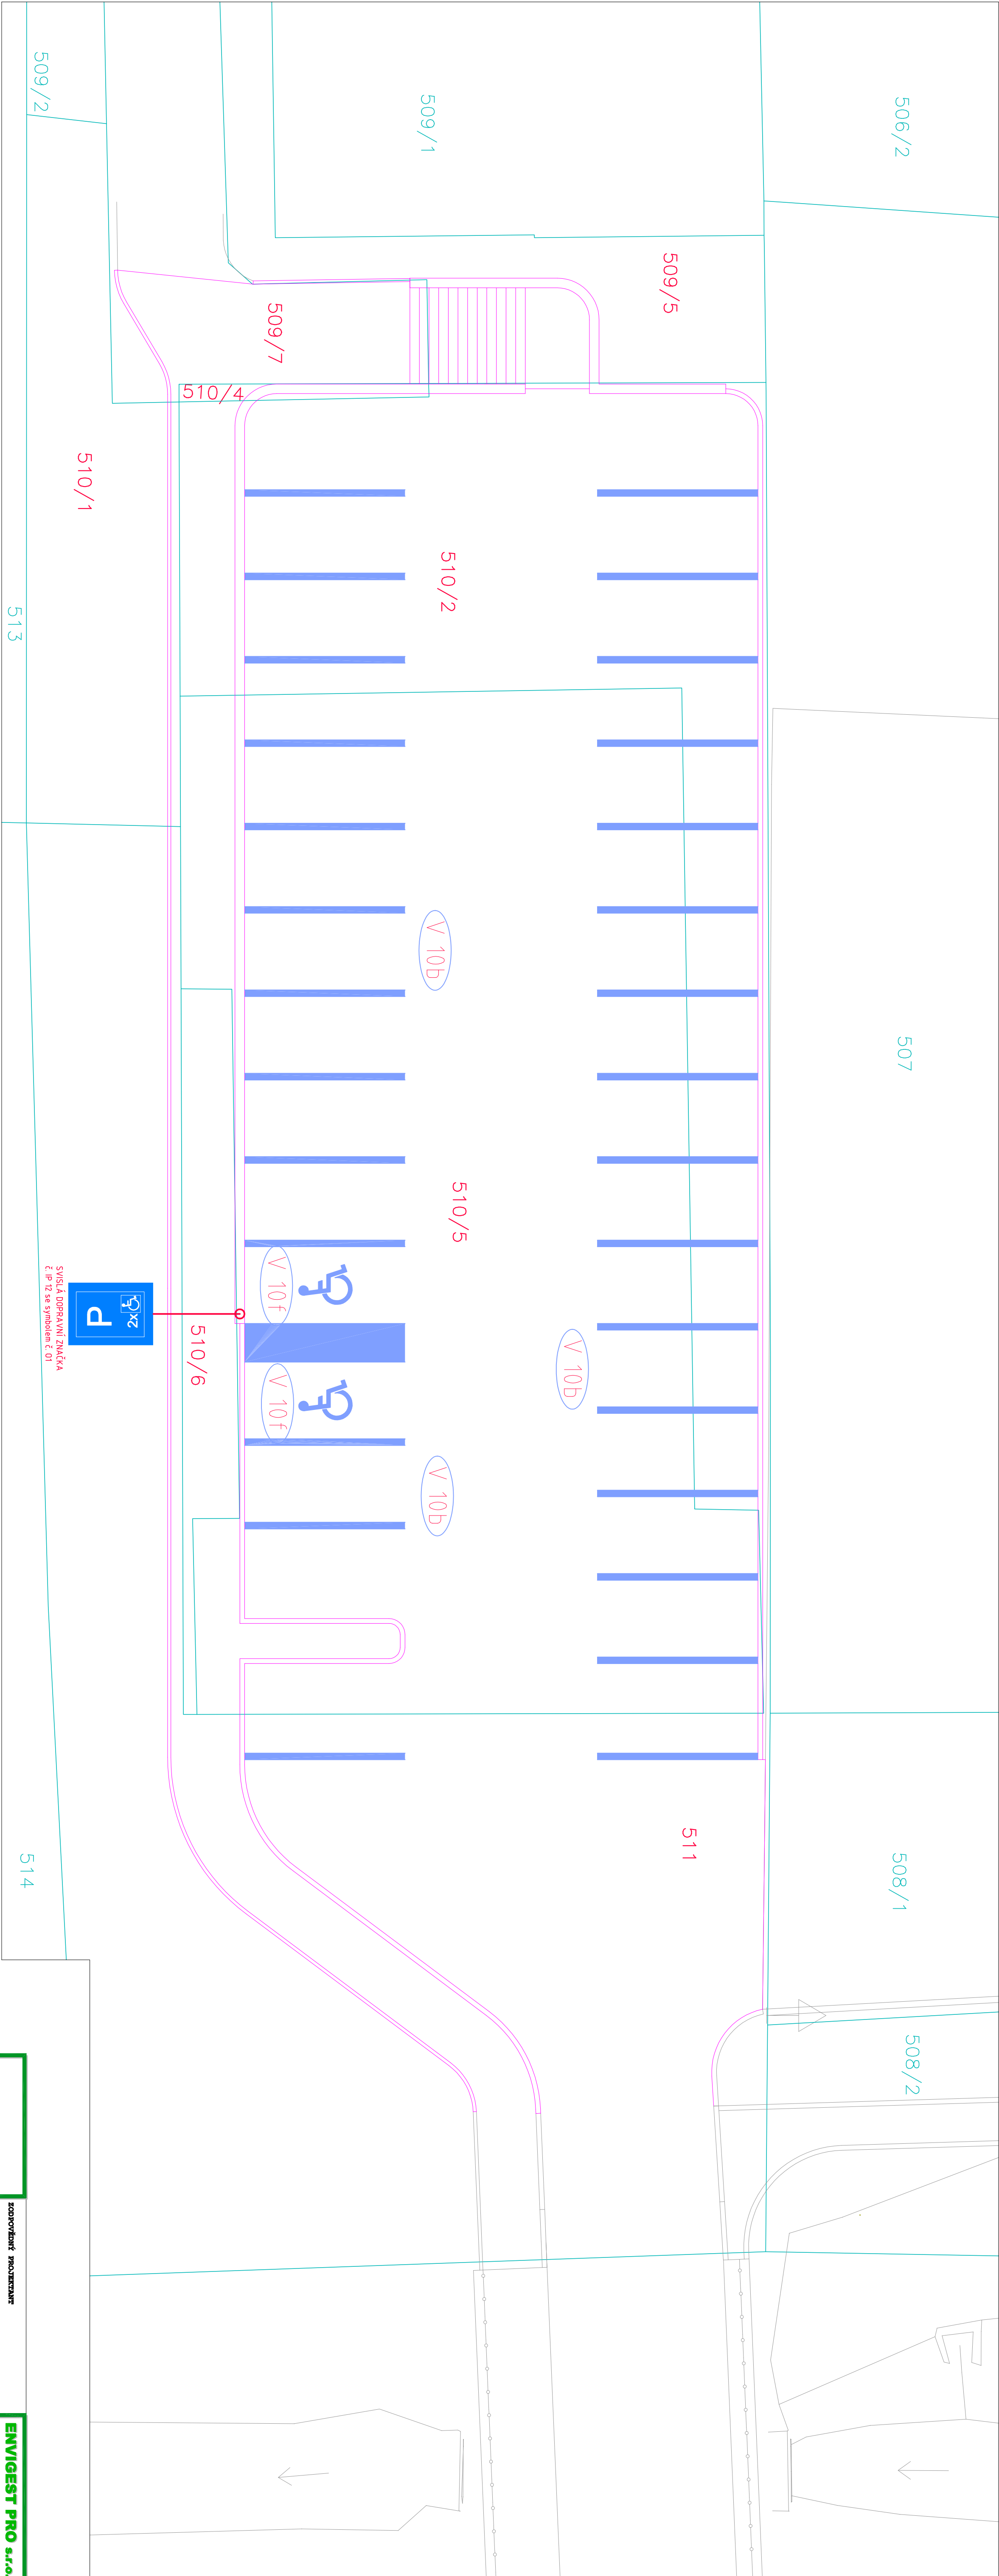 509/2
509/1
506/2
509/5
509/7
510/4
510/1
510/2
513
V 10b
507
510/5
V 10f
SVISLÁ DOPRAVNÍ ZNAČKA
č. IP 12 se symbolem č. O1
P
2x
510/6
V 10b
V 10f
V 10b
511
514
508/1
508/2
ZODPOVĚDNÝ PROJEKTANT
ENVIGEST PRO s.r.o.